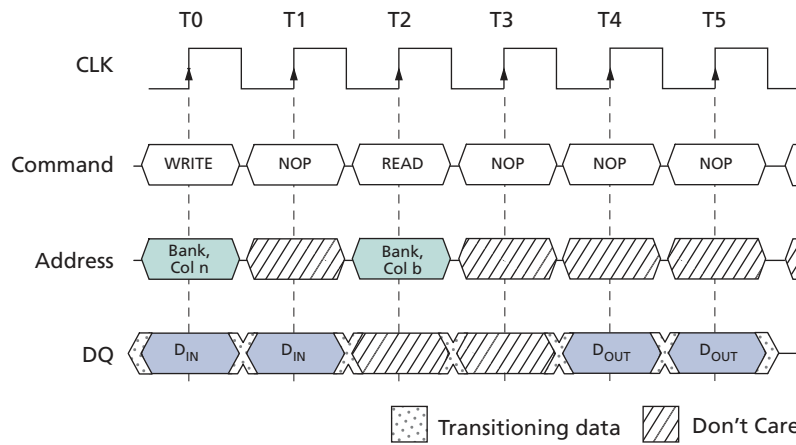 T0 T1 T2 T3 T4 T5
CLK
Command WRITE NOP READ NOP NOP NOP
Address Bank, Col n Bank, Col b
DQ DIN DIN DOUT DOUT
Transitioning data Don't Care